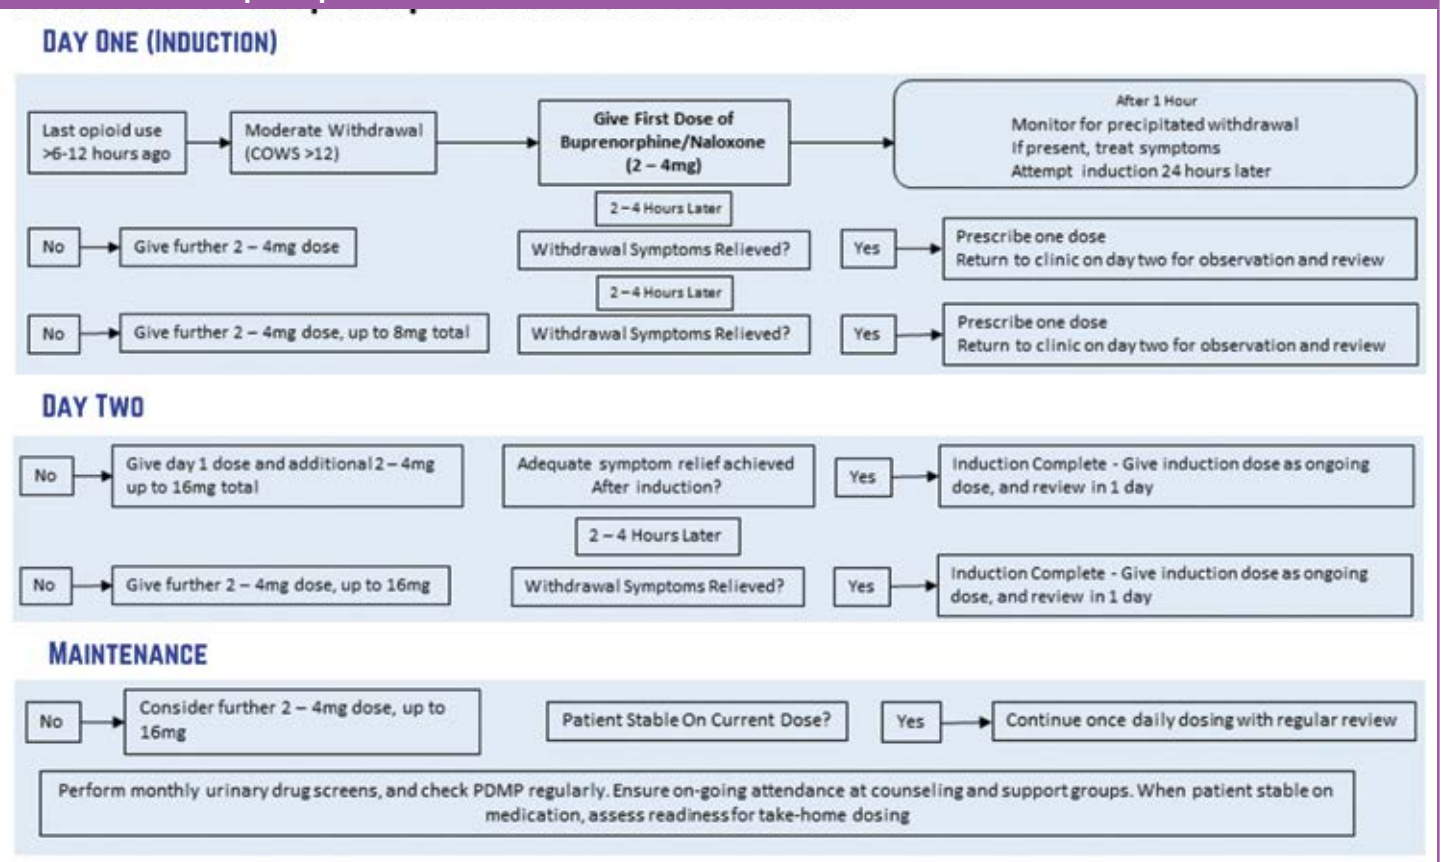 DAY ONE (INDUCTION)
Last opioid use
>6-12 hours ago
Moderate Withdrawal
(COWS >12)
Give First Dose of
Buprenorphine/Naloxone
(2 – 4mg)
After 1 Hour
Monitor for precipitated withdrawal
If present, treat symptoms
Attempt induction 24 hours later
2 – 4 Hours Later
No
Give further 2 – 4mg dose
Withdrawal Symptoms Relieved?
Yes
Prescribe one dose
Return to clinic on day two for observation and review
2 – 4 Hours Later
No
Give further 2 – 4mg dose, up to 8mg total
Withdrawal Symptoms Relieved?
Yes
Prescribe one dose
Return to clinic on day two for observation and review
DAY TWO
No
Give day 1 dose and additional 2 – 4mg
up to 16mg total
Adequate symptom relief achieved
After induction?
Yes
Induction Complete - Give induction dose as ongoing
dose, and review in 1 day
2 – 4 Hours Later
No
Give further 2 – 4mg dose, up to 16mg
Withdrawal Symptoms Relieved?
Yes
Induction Complete - Give induction dose as ongoing
dose, and review in 1 day
MAINTENANCE
No
Consider further 2 – 4mg dose, up to
16mg
Patient Stable On Current Dose?
Yes
Continue once daily dosing with regular review
Perform monthly urinary drug screens, and check PDMP regularly. Ensure on-going attendance at counseling and support groups. When patient stable on
medication, assess readiness for take-home dosing